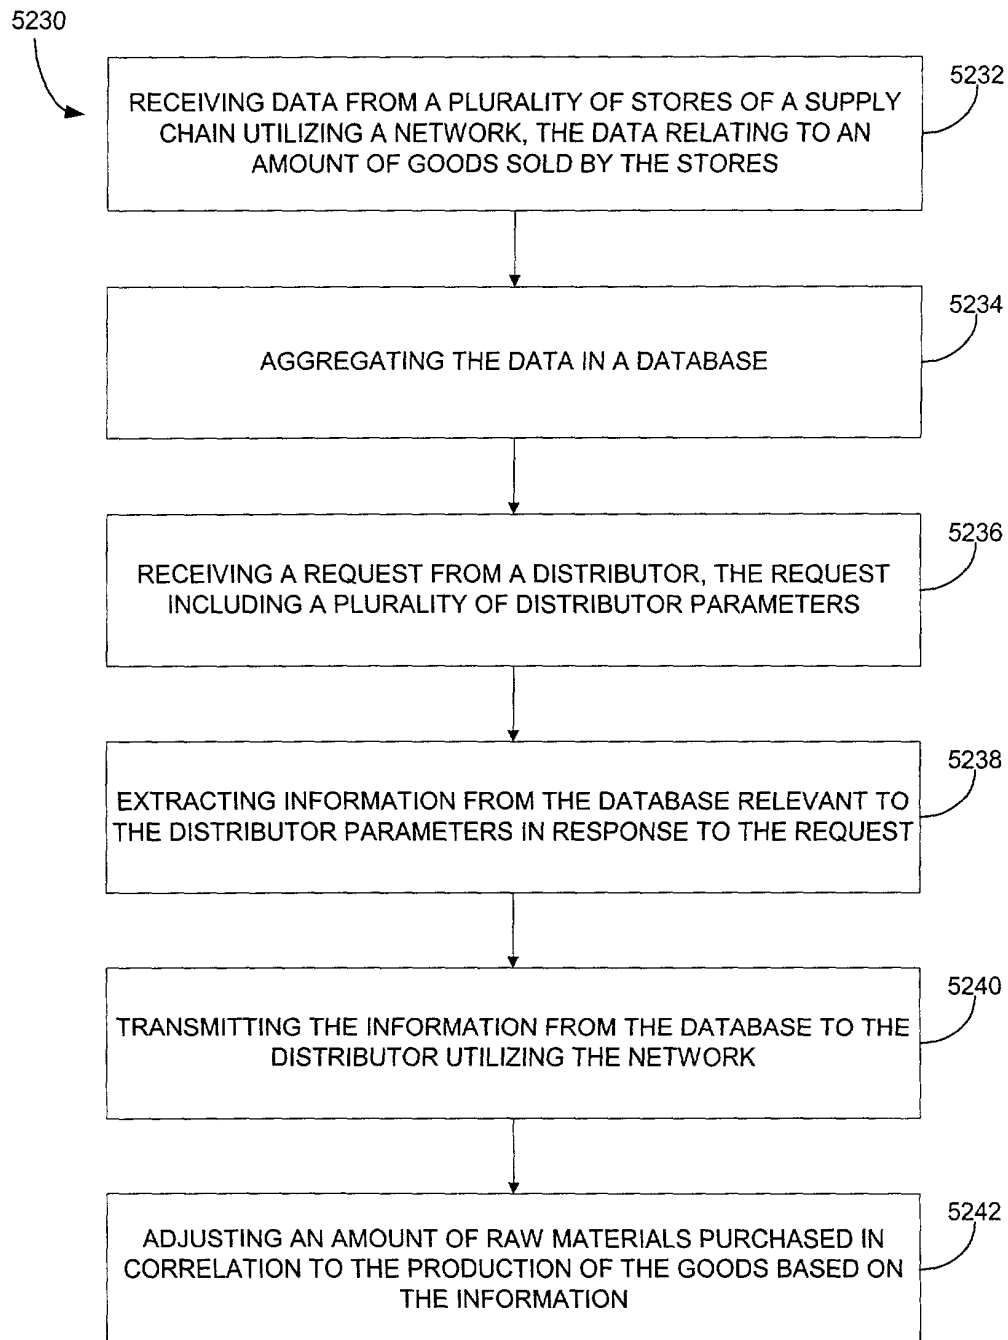 5230
RECEIVING DATA FROM A PLURALITY OF STORES OF A SUPPLY
CHAIN UTILIZING A NETWORK, THE DATA RELATING TO AN
AMOUNT OF GOODS SOLD BY THE STORES
5232
AGGREGATING THE DATA IN A DATABASE
5234
RECEIVING A REQUEST FROM A DISTRIBUTOR, THE REQUEST
INCLUDING A PLURALITY OF DISTRIBUTOR PARAMETERS
5236
EXTRACTING INFORMATION FROM THE DATABASE RELEVANT TO
THE DISTRIBUTOR PARAMETERS IN RESPONSE TO THE REQUEST
5238
TRANSMITTING THE INFORMATION FROM THE DATABASE TO THE
DISTRIBUTOR UTILIZING THE NETWORK
5240
ADJUSTING AN AMOUNT OF RAW MATERIALS PURCHASED IN
CORRELATION TO THE PRODUCTION OF THE GOODS BASED ON
THE INFORMATION
5242